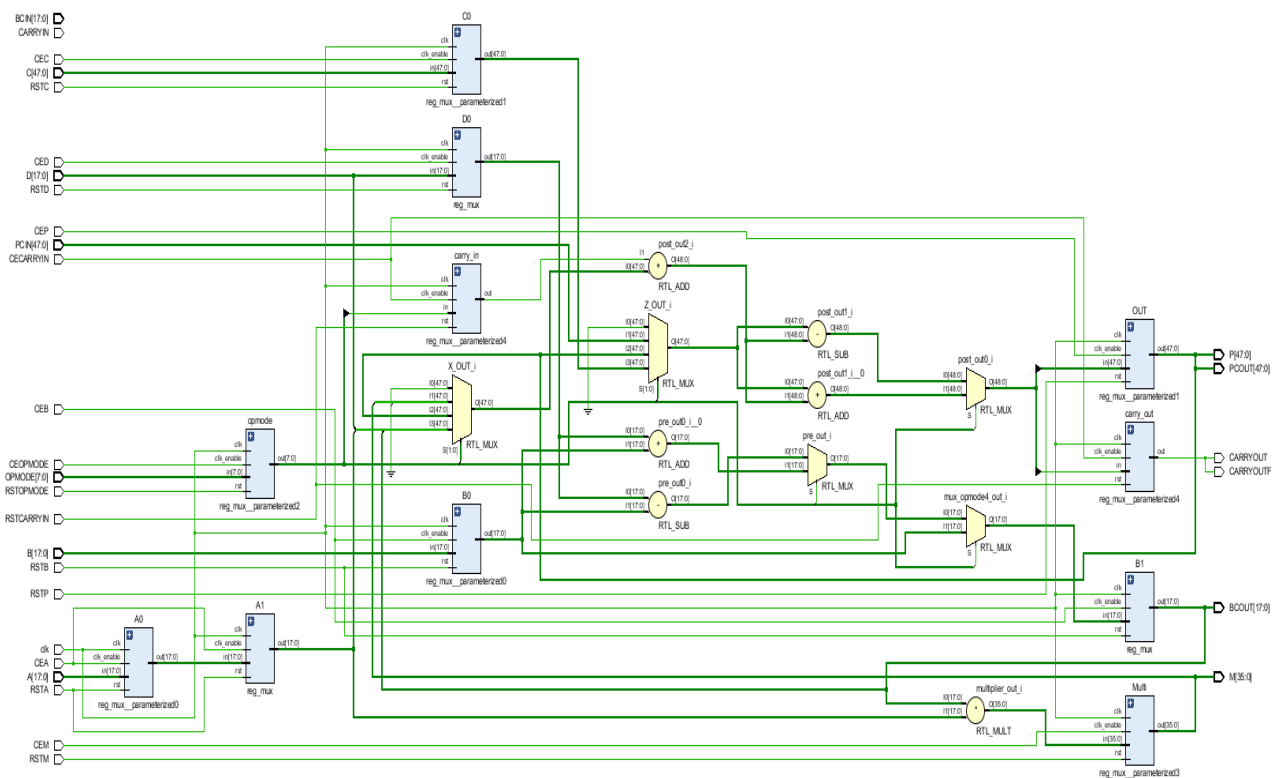 BCIN[17:0]
CARRYIN
CEC
C[47:0]
RSTC
CED
D[17:0]
RSTD
CEP
PCIN[47:0]
CECARRYIN
CEB
CEOPMODE
OPMODE[7:0]
RSTOPMODE
RSTCARRYIN
B[17:0]
RSTB
RSTP
clk
CEA
A[17:0]
RSTA
CEM
RSTM
C0
clk
clk_enable
in[47:0]
rst
out[47:0]
reg_mux__parameterized1
D0
clk
clk_enable
in[17:0]
rst
out[17:0]
reg_mux
carry_in
clk
clk_enable
in
rst
out
reg_mux__parameterized4
opmode
clk
clk_enable
in[7:0]
rst
out[7:0]
reg_mux__parameterized2
B0
clk
clk_enable
in[17:0]
rst
out[17:0]
reg_mux__parameterized0
A0
clk
clk_enable
in[17:0]
rst
out[17:0]
reg_mux__parameterized0
A1
clk
clk_enable
in[17:0]
rst
out[17:0]
reg_mux
X_OUT_i
I0[47:0]
I1[47:0]
I2[47:0]
I3[47:0]
S[1:0]
O[47:0]
RTL_MUX
post_out2_i
I1
I0[47:0]
O[48:0]
RTL_ADD
Z_OUT_i
I0[47:0]
I1[47:0]
I2[47:0]
I3[47:0]
S[1:0]
O[47:0]
RTL_MUX
pre_out0_i__0
I0[17:0]
I1[17:0]
O[17:0]
RTL_ADD
pre_out0_i
I0[17:0]
I1[17:0]
O[17:0]
RTL_SUB
post_out1_i
I0[47:0]
I1[48:0]
O[48:0]
RTL_SUB
post_out1_i__0
I0[47:0]
I1[48:0]
O[48:0]
RTL_ADD
pre_out_i
I0[17:0]
I1[17:0]
S
O[17:0]
RTL_MUX
post_out0_i
I0[48:0]
I1[48:0]
S
O[48:0]
RTL_MUX
mux_opmode4_out_i
I0[17:0]
I1[17:0]
S
O[17:0]
RTL_MUX
multiplier_out_i
I0[17:0]
I1[17:0]
O[35:0]
RTL_MULT
OUT
clk
clk_enable
in[47:0]
rst
out[47:0]
reg_mux__parameterized1
carry_out
clk
clk_enable
in
rst
out
reg_mux__parameterized4
B1
clk
clk_enable
in[17:0]
rst
out[17:0]
reg_mux
Multi
clk
clk_enable
in[35:0]
rst
out[35:0]
reg_mux__parameterized3
P[47:0]
PCOUT[47:0]
CARRYOUT
CARRYOUTF
BCOUT[17:0]
M[35:0]